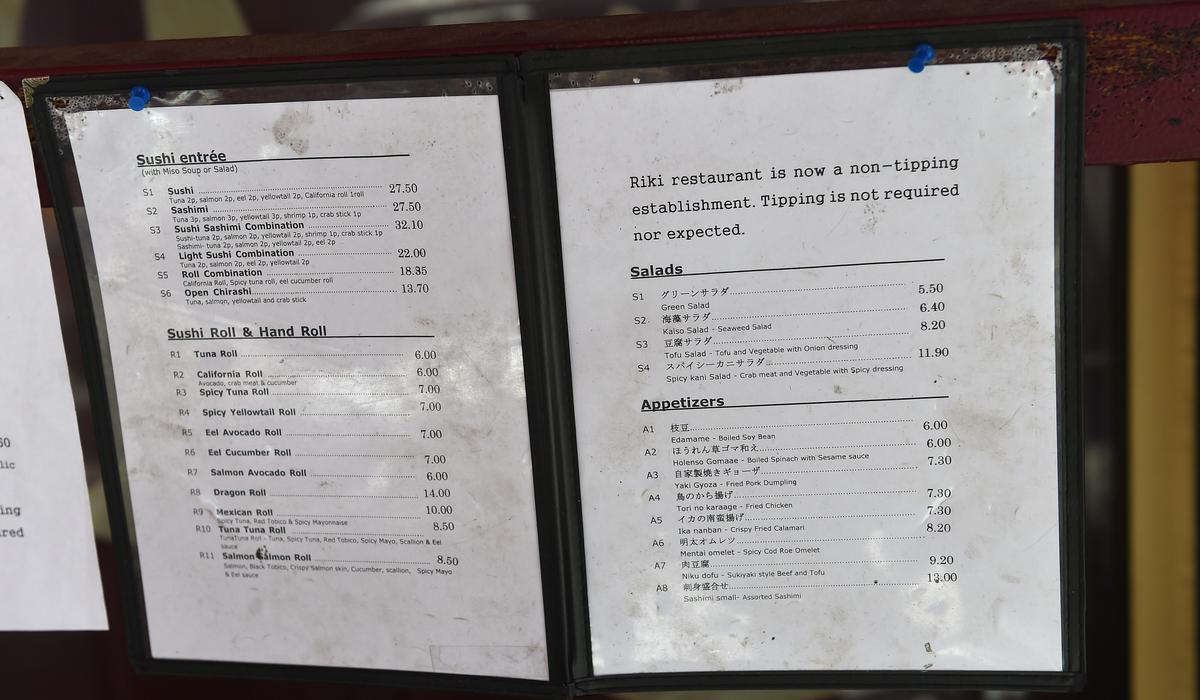 60
lic
ing
red
Sushi entrée
(with Miso Soup or Salad)
S1 Sushi 27.50
Tuna 2p, salmon 2p, eel 2p, yellowtail 2p, California roll 1roll
S2 Sashimi 27.50
Tuna 3p, salmon 3p, yellowtail 3p, shrimp 1p, crab stick 1p
S3 Sushi Sashimi Combination 32.10
Sushi-tuna 2p, salmon 2p, yellowtail 2p, shrimp 1p, crab stick 1p
Sashimi- tuna 2p, salmon 2p, yellowtail 2p, eel 2p
S4 Light Sushi Combination 22.00
Tuna 2p, salmon 2p, eel 2p, yellowtail 2p
S5 Roll Combination 18.35
California Roll, Spicy tuna roll, eel cucumber roll
S6 Open Chirashi 13.70
Tuna, salmon, yellowtail and crab stick
Sushi Roll & Hand Roll
R1 Tuna Roll 6.00
R2 California Roll 6.00
Avocado, crab meat & cucumber
R3 Spicy Tuna Roll 7.00
R4 Spicy Yellowtail Roll 7.00
R5 Eel Avocado Roll 7.00
R6 Eel Cucumber Roll 7.00
R7 Salmon Avocado Roll 6.00
R8 Dragon Roll 14.00
R9 Mexican Roll 10.00
Spicy Tuna, Red Tobico & Spicy Mayonnaise
R10 Tuna Tuna Roll 8.50
TunaTuna Roll - Tuna, Spicy Tuna, Red Tobico, Spicy Mayo, Scallion & Eel
sauce
R11 Salmon Salmon Roll 8.50
Salmon, Black Tobico, Crispy Salmon skin, Cucumber, scallion, Spicy Mayo
& Eel sauce
Riki restaurant is now a non-tipping
establishment. Tipping is not required
nor expected.
Salads
S1 グリーンサラダ 5.50
Green Salad
S2 海藻サラダ 6.40
Kaiso Salad - Seaweed Salad
S3 豆腐サラダ 8.20
Tofu Salad - Tofu and Vegetable with Onion dressing
S4 スパイシーカニサラダ 11.90
Spicy kani Salad - Crab meat and Vegetable with Spicy dressing
Appetizers
A1 枝豆 6.00
Edamame - Boiled Soy Bean
A2 ほうれん草ゴマ和え 6.00
Holenso Gomaae - Boiled Spinach with Sesame sauce
A3 自家製焼きギョーザ 7.30
Yaki Gyoza - Fried Pork Dumpling
A4 鳥のから揚げ 7.30
Tori no karaage - Fried Chicken
A5 イカの南蛮揚げ 7.30
Ika nanban - Crispy Fried Calamari
A6 明太オムレツ 8.20
Mentai omelet - Spicy Cod Roe Omelet
A7 肉豆腐 9.20
Niku dofu - Sukiyaki style Beef and Tofu
A8 刺身盛合せ 13.00
Sashimi small- Assorted Sashimi